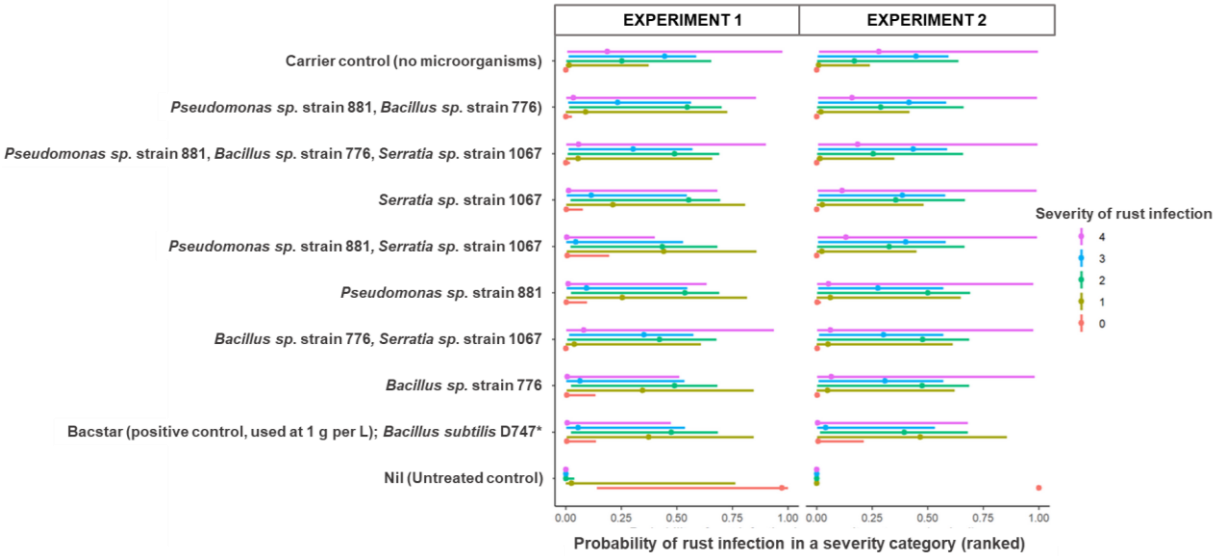 EXPERIMENT 1 EXPERIMENT 2
Carrier control (no microorganisms)
Pseudomonas sp. strain 881, Bacillus sp. strain 776)
Pseudomonas sp. strain 881, Bacillus sp. strain 776, Serratia sp. strain 1067
Serratia sp. strain 1067
Pseudomonas sp. strain 881, Serratia sp. strain 1067
Pseudomonas sp. strain 881
Bacillus sp. strain 776, Serratia sp. strain 1067
Bacillus sp. strain 776
Bacstar (positive control, used at 1 g per L); Bacillus subtilis D747*
Nil (Untreated control)
Severity of rust infection
4
3
2
1
0
0.00 0.25 0.50 0.75 1.00 0.00 0.25 0.50 0.75 1.00
Probability of rust infection in a severity category (ranked)